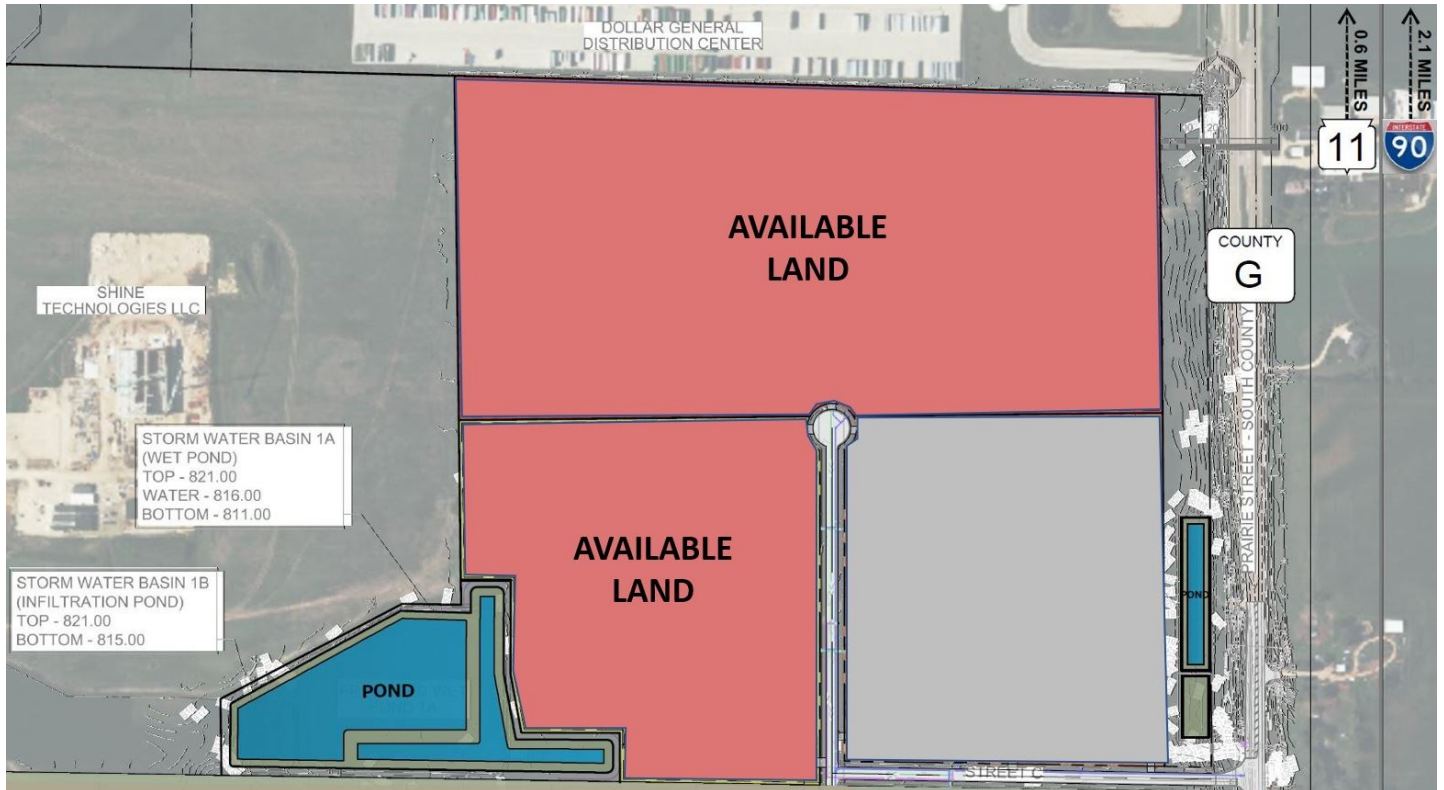 DOLLAR GENERAL
DISTRIBUTION CENTER
0.6 MILES
2.1 MILES
11
INTERSTATE
90
AVAILABLE
LAND
COUNTY
G
SHINE
TECHNOLOGIES LLC
PRAIRIE STREET - SOUTH COUNTY
STORM WATER BASIN 1A
(WET POND)
TOP - 821.00
WATER - 816.00
BOTTOM - 811.00
AVAILABLE
LAND
STORM WATER BASIN 1B
(INFILTRATION POND)
TOP - 821.00
BOTTOM - 815.00
POND
POND
STREET C